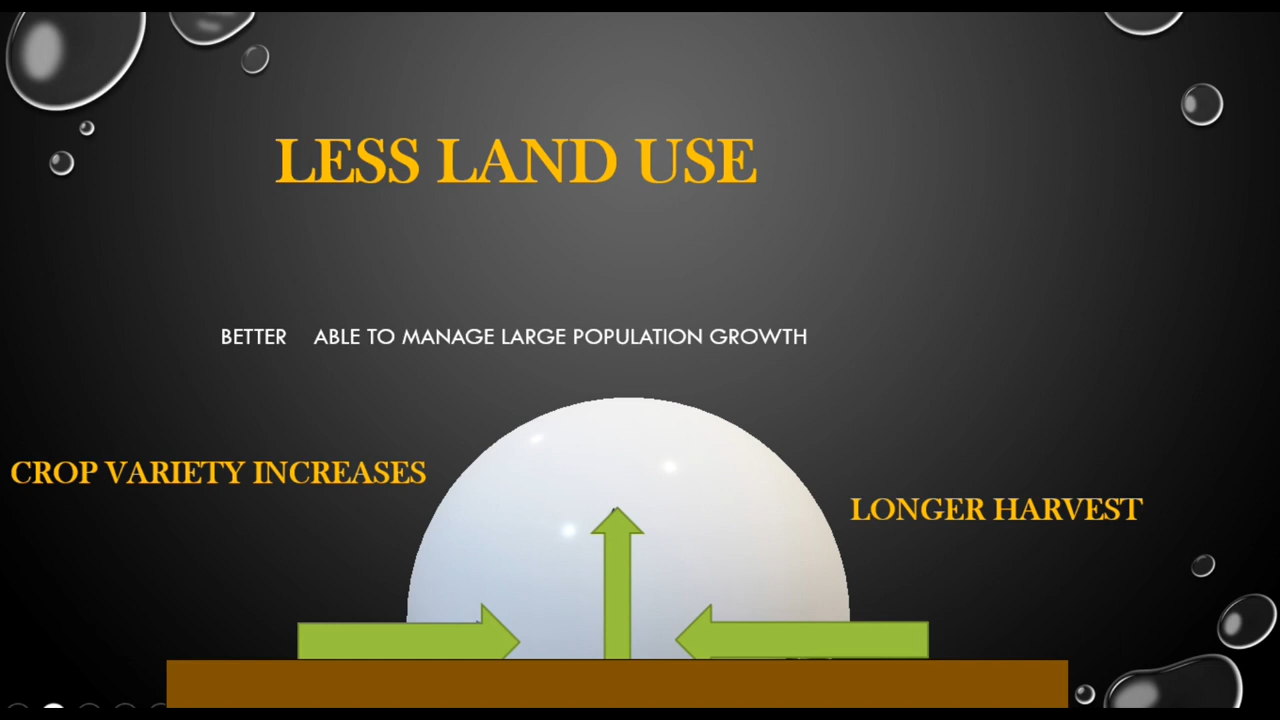 LESS LAND USE
BETTER ABLE TO MANAGE LARGE POPULATION GROWTH
CROP VARIETY INCREASES
LONGER HARVEST